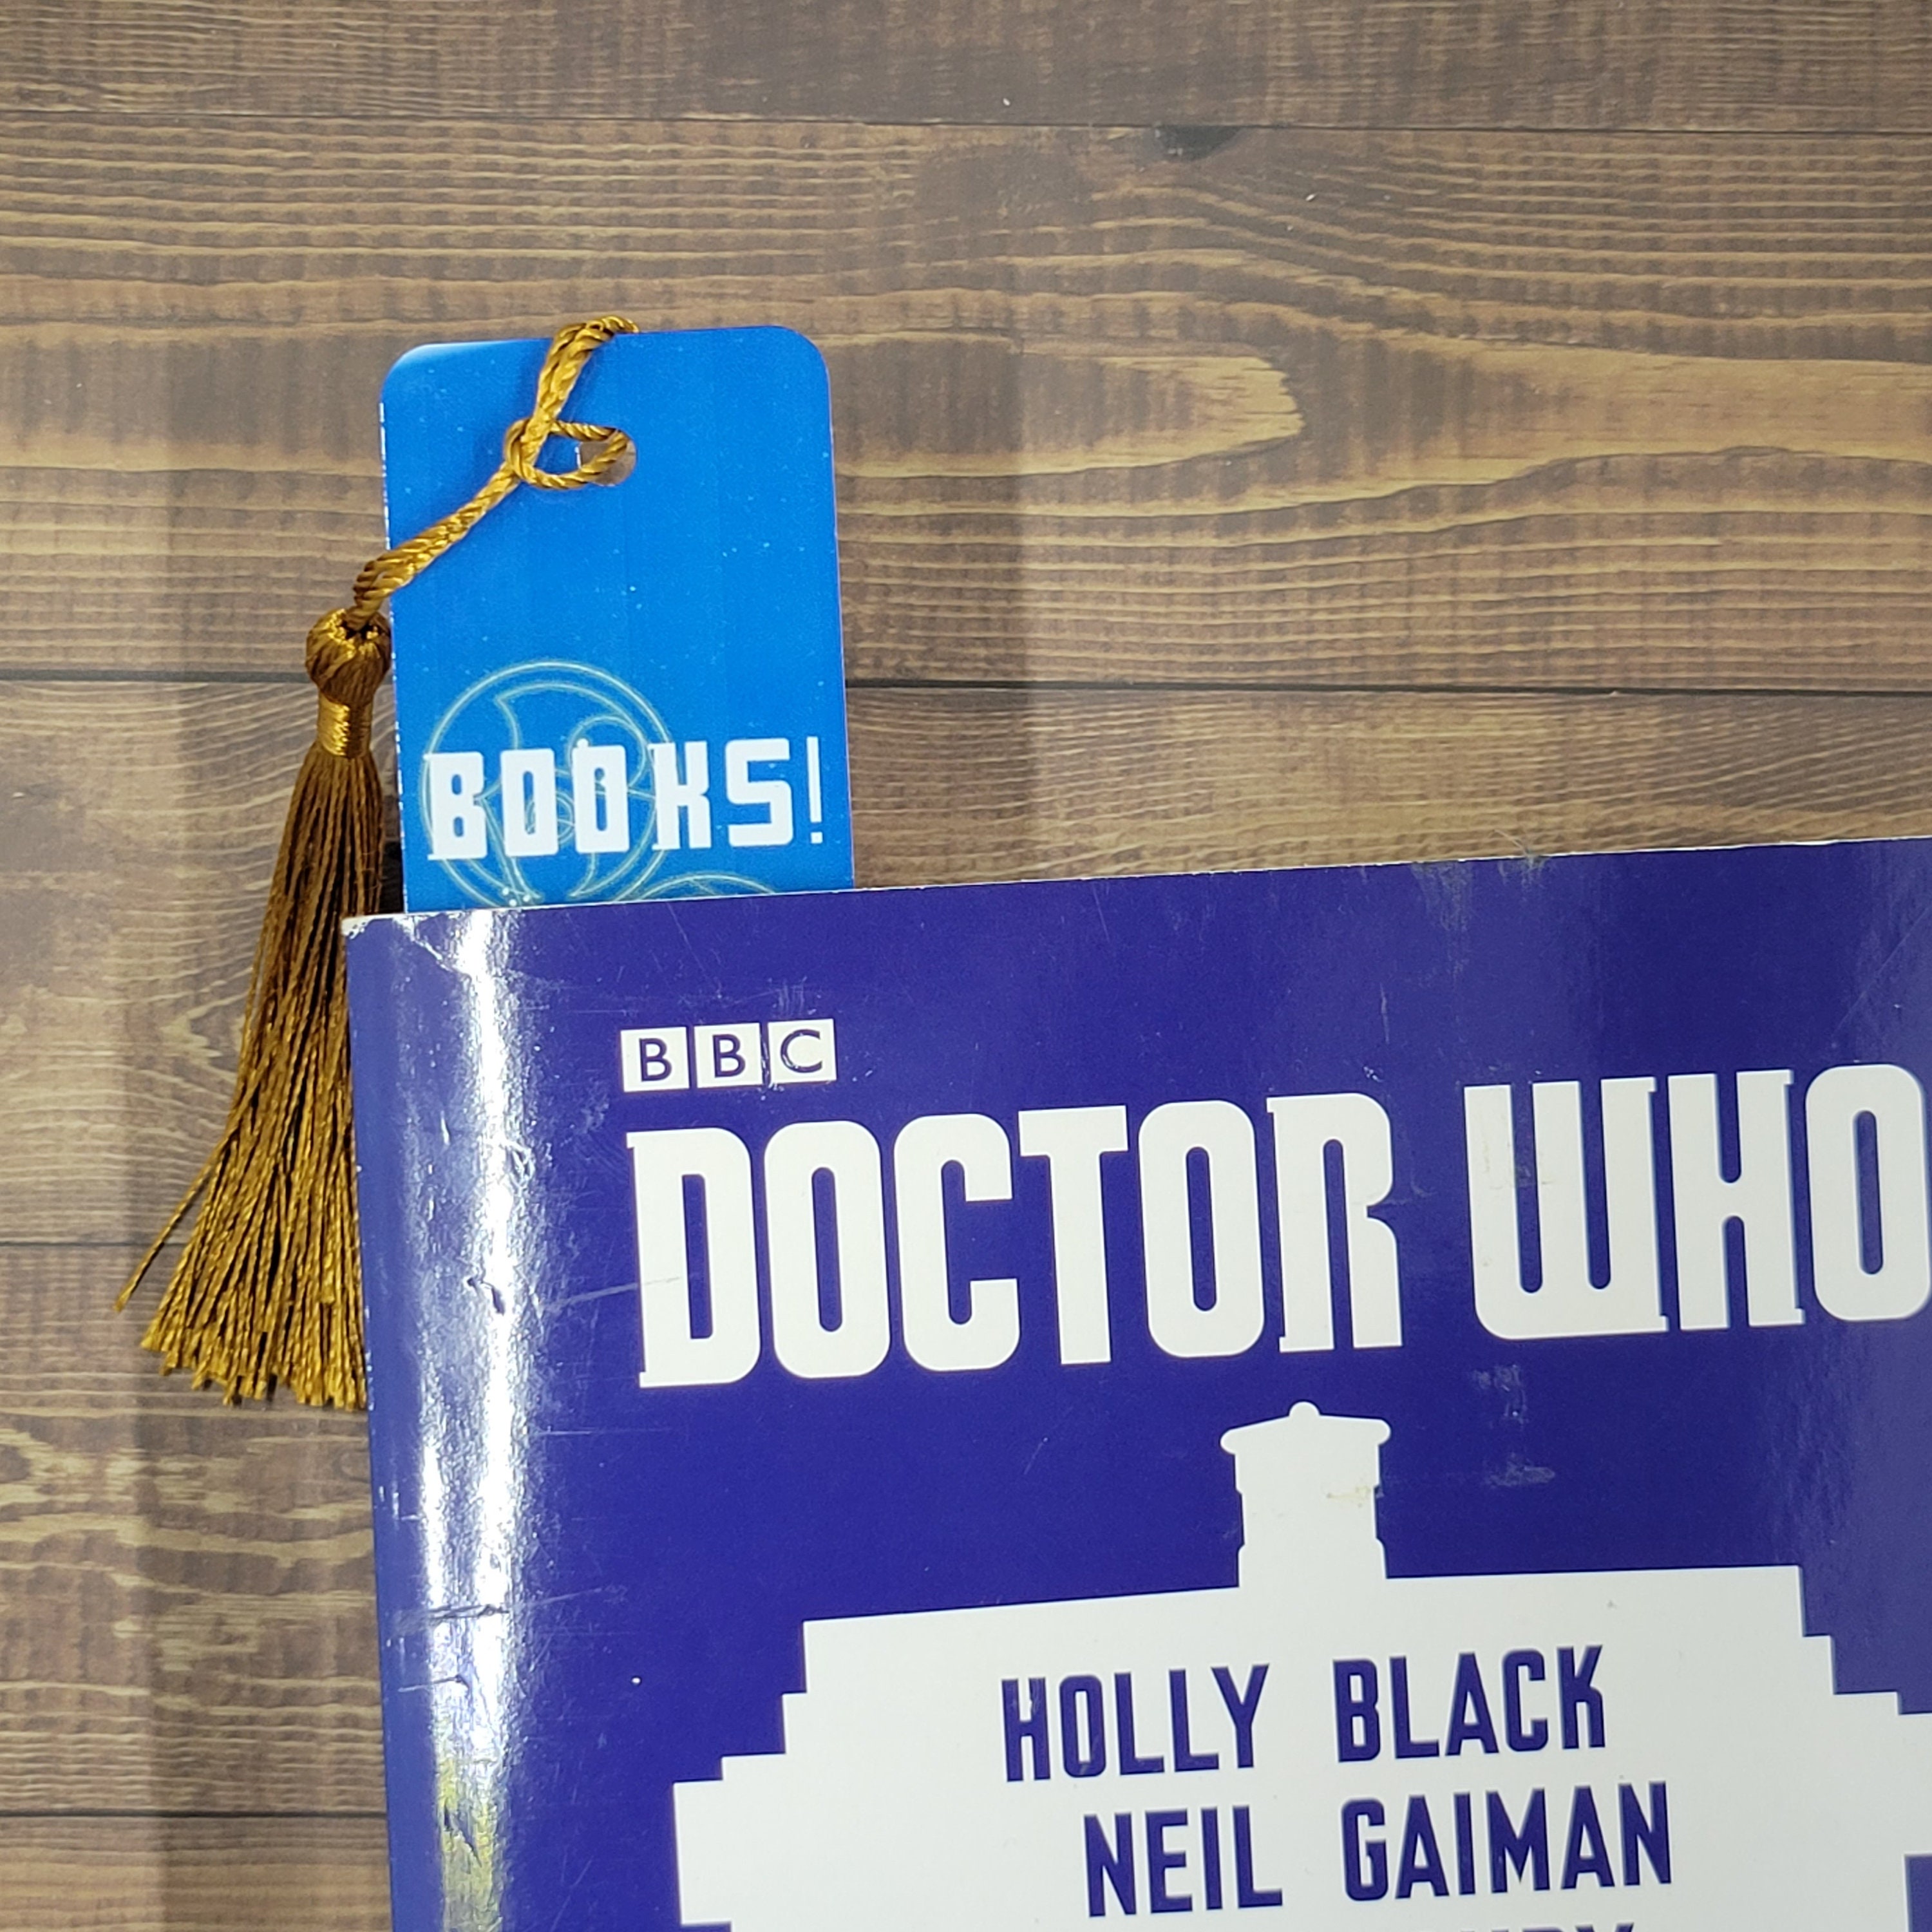 BOOKS!
BBC
DOCTOR WHO
HOLLY BLACK
NEIL GAIMAN